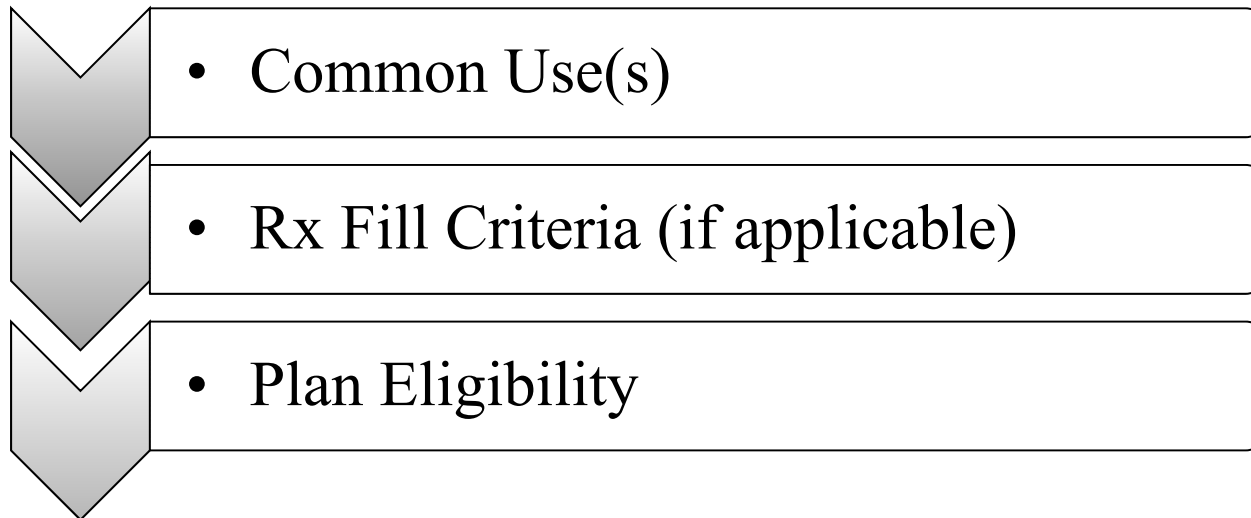 • Common Use(s)
• Rx Fill Criteria (if applicable)
• Plan Eligibility